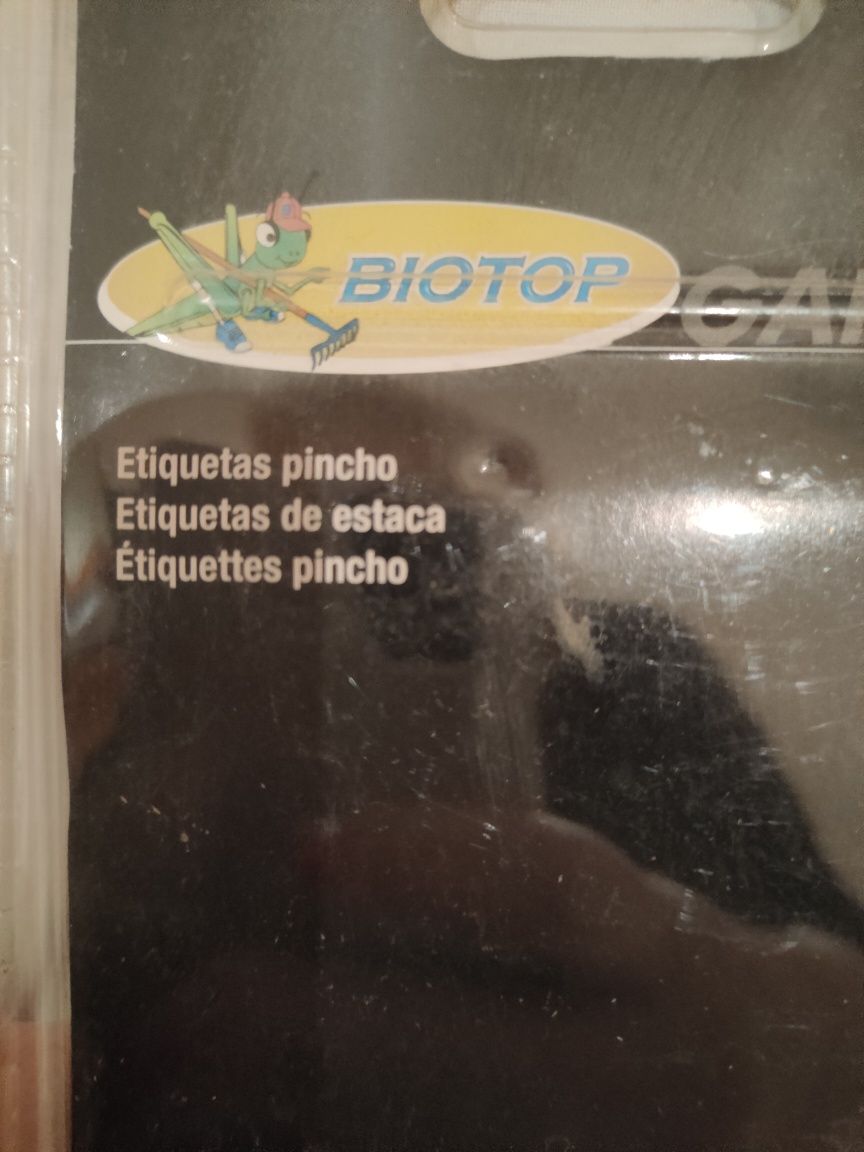 BIOTOP
Etiquetas pincho
Etiquetas de estaca
Étiquettes pincho